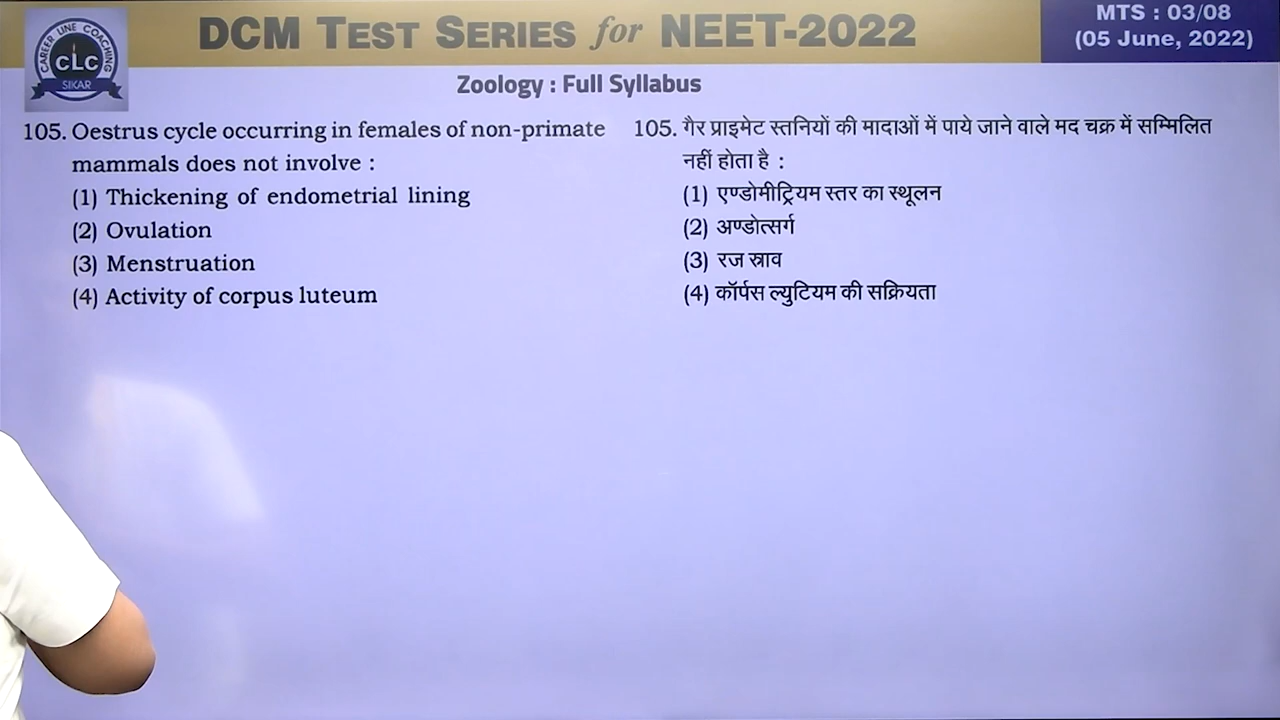 DCM TEST SERIES for NEET-2022
MTS : 03/08
(05 June, 2022)
CAREER LINE COACHING
CLC
SIKAR
Zoology : Full Syllabus
105. Oestrus cycle occurring in females of non-primate
mammals does not involve :
(1) Thickening of endometrial lining
(2) Ovulation
(3) Menstruation
(4) Activity of corpus luteum
105. गैर प्राइमेट स्तनियों की मादाओं में पाये जाने वाले मद चक्र में सम्मिलित
नहीं होता है :
(1) एण्डोमीट्रियम स्तर का स्थूलन
(2) अण्डोत्सर्ग
(3) रज स्राव
(4) कॉर्पस ल्युटियम की सक्रियता